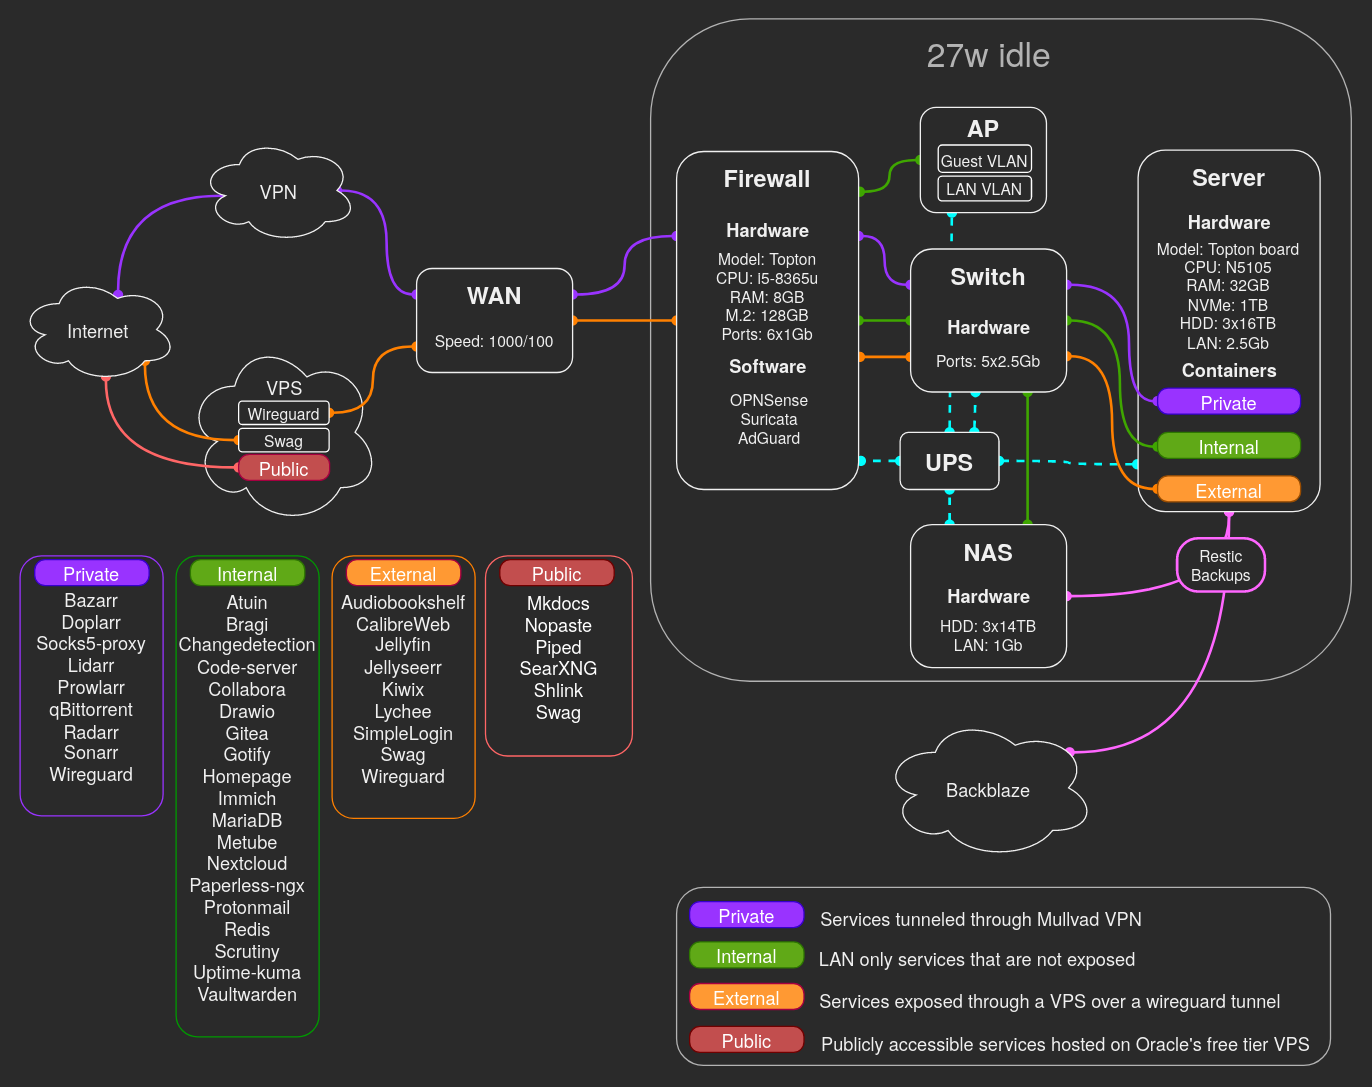 27w idle
VPN
Internet
VPS
Wireguard
Swag
Public
WAN
Speed: 1000/100
Firewall
Hardware
Model: Topton
CPU: i5-8365u
RAM: 8GB
M.2: 128GB
Ports: 6x1Gb
Software
OPNSense
Suricata
AdGuard
AP
Guest VLAN
LAN VLAN
Switch
Hardware
Ports: 5x2.5Gb
UPS
NAS
Hardware
HDD: 3x14TB
LAN: 1Gb
Server
Hardware
Model: Topton board
CPU: N5105
RAM: 32GB
NVMe: 1TB
HDD: 3x16TB
LAN: 2.5Gb
Containers
Private
Internal
External
Restic
Backups
Backblaze
Private
Bazarr
Doplarr
Socks5-proxy
Lidarr
Prowlarr
qBittorrent
Radarr
Sonarr
Wireguard
Internal
Atuin
Bragi
Changedetection
Code-server
Collabora
Drawio
Gitea
Gotify
Homepage
Immich
MariaDB
Metube
Nextcloud
Paperless-ngx
Protonmail
Redis
Scrutiny
Uptime-kuma
Vaultwarden
External
Audiobookshelf
CalibreWeb
Jellyfin
Jellyseerr
Kiwix
Lychee
SimpleLogin
Swag
Wireguard
Public
Mkdocs
Nopaste
Piped
SearXNG
Shlink
Swag
Private Services tunneled through Mullvad VPN
Internal LAN only services that are not exposed
External Services exposed through a VPS over a wireguard tunnel
Public Publicly accessible services hosted on Oracle's free tier VPS